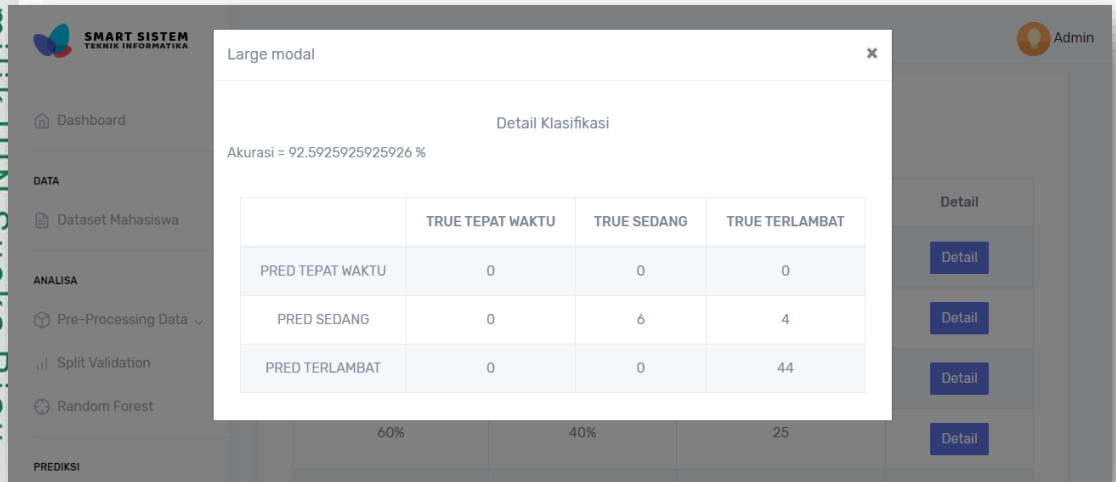 SMART SISTEM
TEKNIK INFORMATIKA
Admin
Large modal
×
Detail Klasifikasi
Akurasi = 92.5925925925926 %
TRUE TEPAT WAKTU TRUE SEDANG TRUE TERLAMBAT
PRED TEPAT WAKTU 0 0 0
PRED SEDANG 0 6 4
PRED TERLAMBAT 0 0 44
Dashboard
DATA
Dataset Mahasiswa
ANALISA
Pre-Processing Data
Split Validation
Random Forest
PREDIKSI
Detail
Detail
Detail
Detail
60% 40% 25 Detail